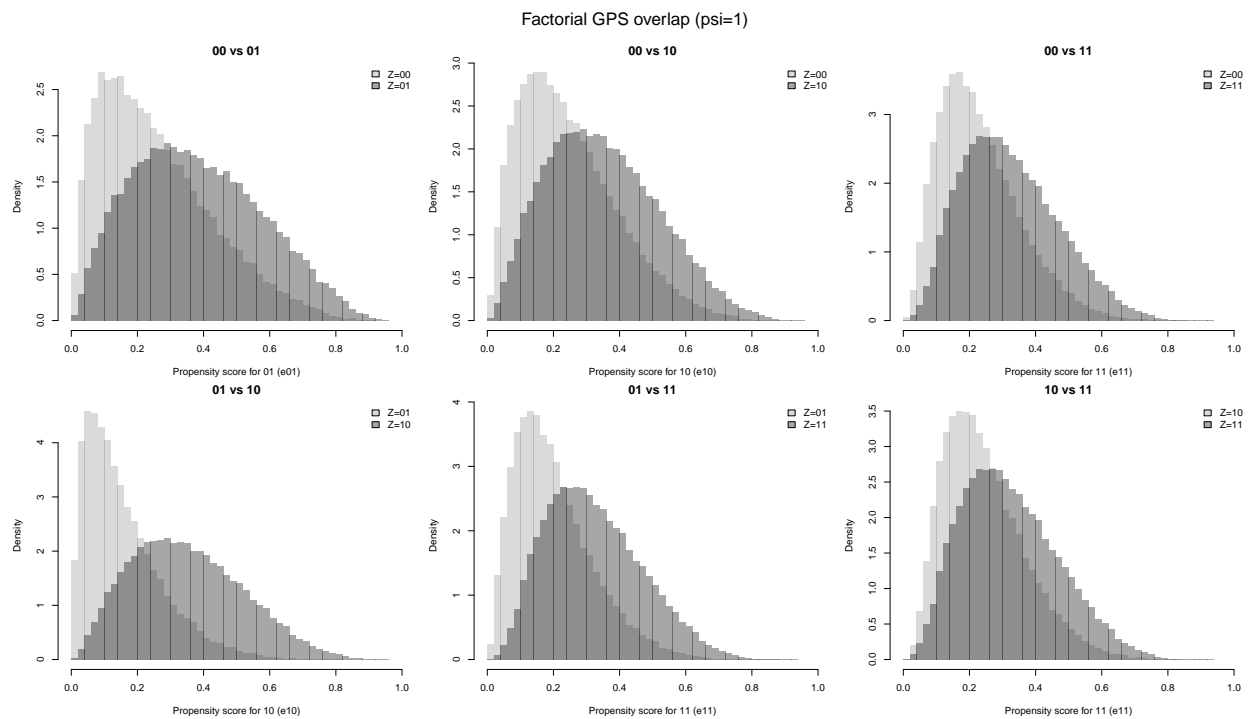 Factorial GPS overlap (psi=1)
00 vs 01
Z=00
Z=01
Density
0.0 0.5 1.0 1.5 2.0 2.5
0.0 0.2 0.4 0.6 0.8 1.0
Propensity score for 01 (e01)
00 vs 10
Z=00
Z=10
Density
0.0 0.5 1.0 1.5 2.0 2.5 3.0
0.0 0.2 0.4 0.6 0.8 1.0
Propensity score for 10 (e10)
00 vs 11
Z=00
Z=11
Density
0 1 2 3
0.0 0.2 0.4 0.6 0.8 1.0
Propensity score for 11 (e11)
01 vs 10
Z=01
Z=10
Density
0 1 2 3 4
0.0 0.2 0.4 0.6 0.8 1.0
Propensity score for 10 (e10)
01 vs 11
Z=01
Z=11
Density
0 1 2 3 4
0.0 0.2 0.4 0.6 0.8 1.0
Propensity score for 11 (e11)
10 vs 11
Z=10
Z=11
Density
0.0 0.5 1.0 1.5 2.0 2.5 3.0 3.5
0.0 0.2 0.4 0.6 0.8 1.0
Propensity score for 11 (e11)